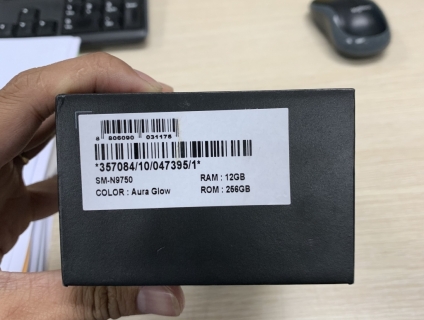 8 806090 031175
*357084/10/047395/1*
SM-N9750 RAM : 12GB
COLOR : Aura Glow ROM : 256GB